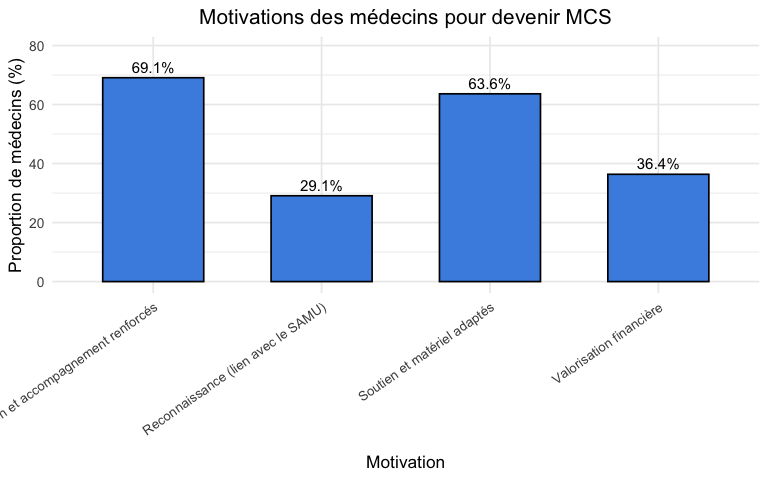 Motivations des médecins pour devenir MCS
Proportion de médecins (%)
80
60
40
20
0
69.1%
29.1%
63.6%
36.4%
n et accompagnement renforcés
Reconnaissance (lien avec le SAMU)
Soutien et matériel adaptés
Valorisation financière
Motivation